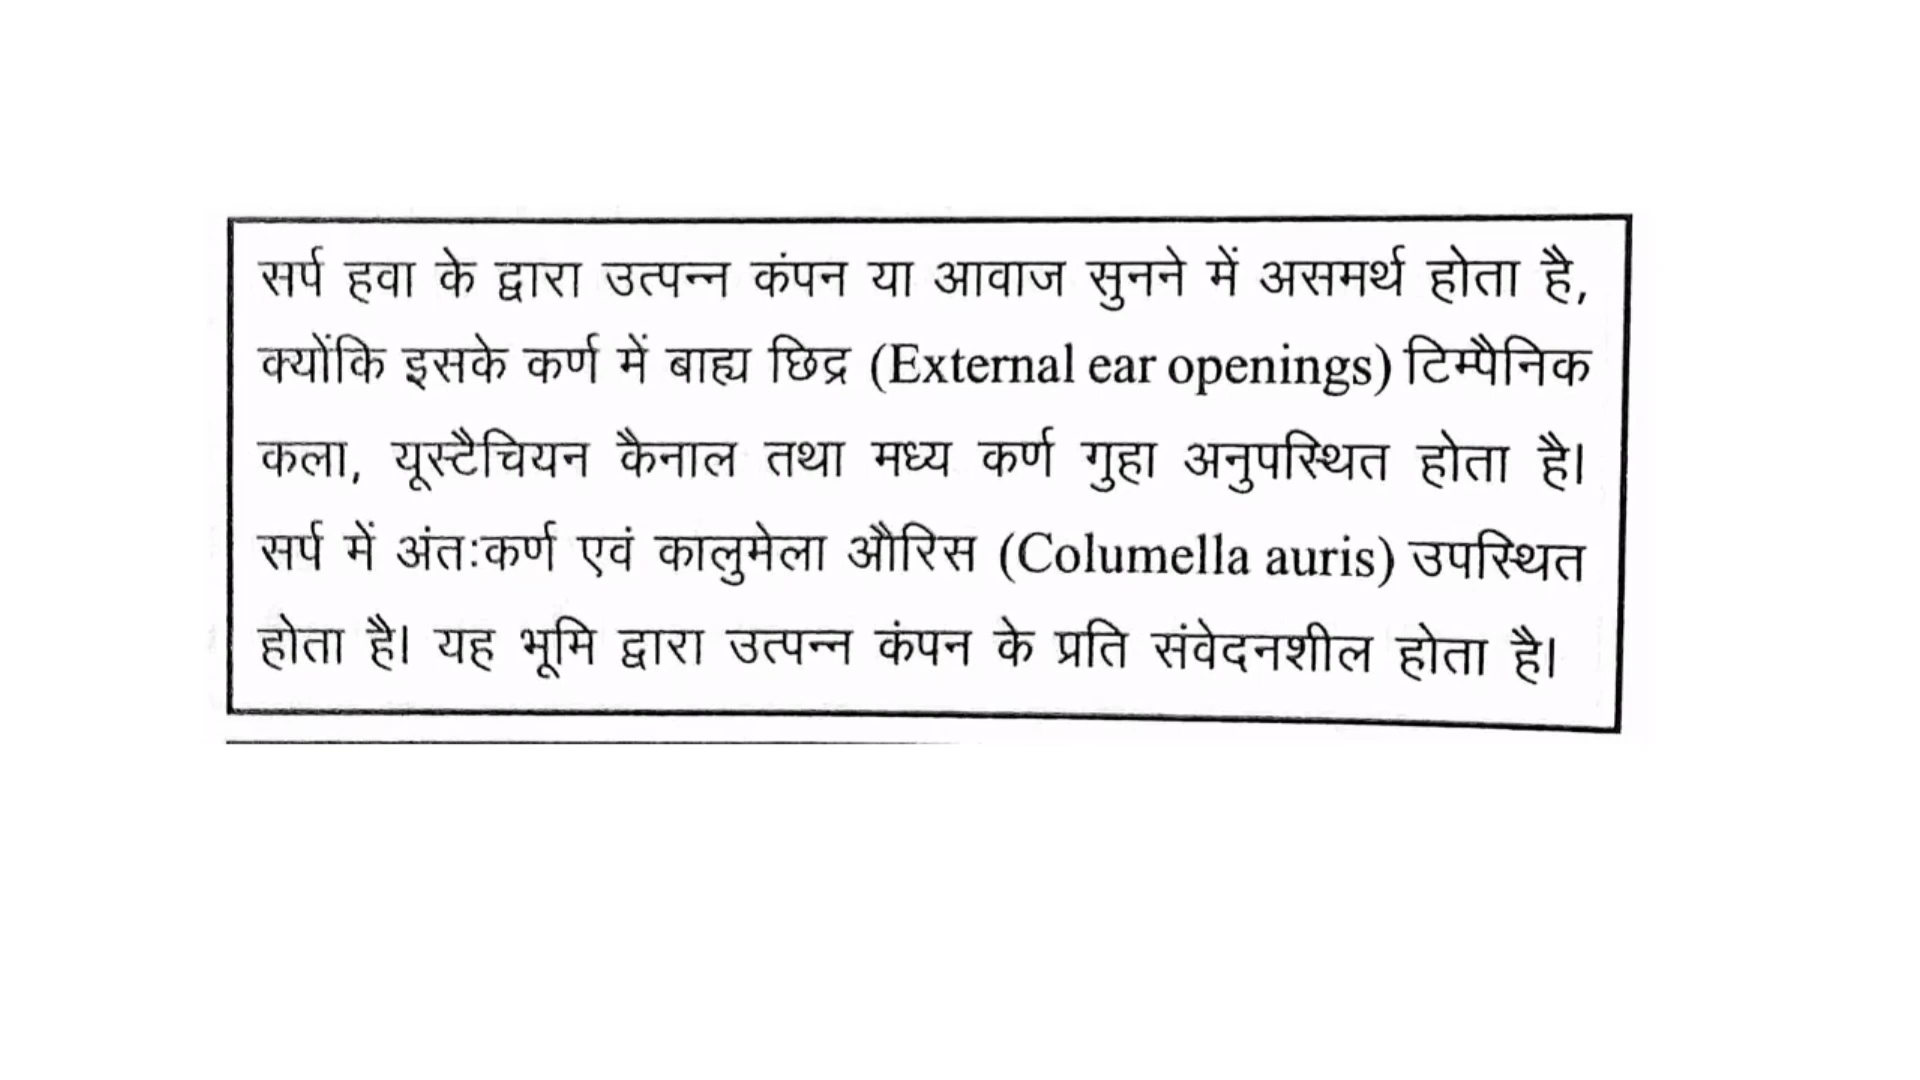 सर्प हवा के द्वारा उत्पन्न कंपन या आवाज सुनने में असमर्थ होता है,
क्योंकि इसके कर्ण में बाह्य छिद्र (External ear openings) टिम्पैनिक
कला, यूस्टैचियन कैनाल तथा मध्य कर्ण गुहा अनुपस्थित होता है।
सर्प में अंतःकर्ण एवं कालुमेला औरिस (Columella auris) उपस्थित
होता है। यह भूमि द्वारा उत्पन्न कंपन के प्रति संवेदनशील होता है।